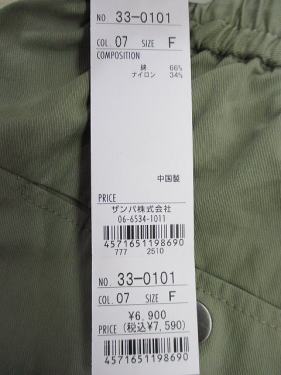 NO. 33-0101
COL. 07 SIZE F
COMPOSITION
綿 66%
ナイロン 34%
中国製
PRICE
ザンパ株式会社
06-6534-1011
4571651198690
777 2510
NO. 33-0101
COL. 07 SIZE F
¥6,900
PRICE (税込¥7,590)
4571651198690